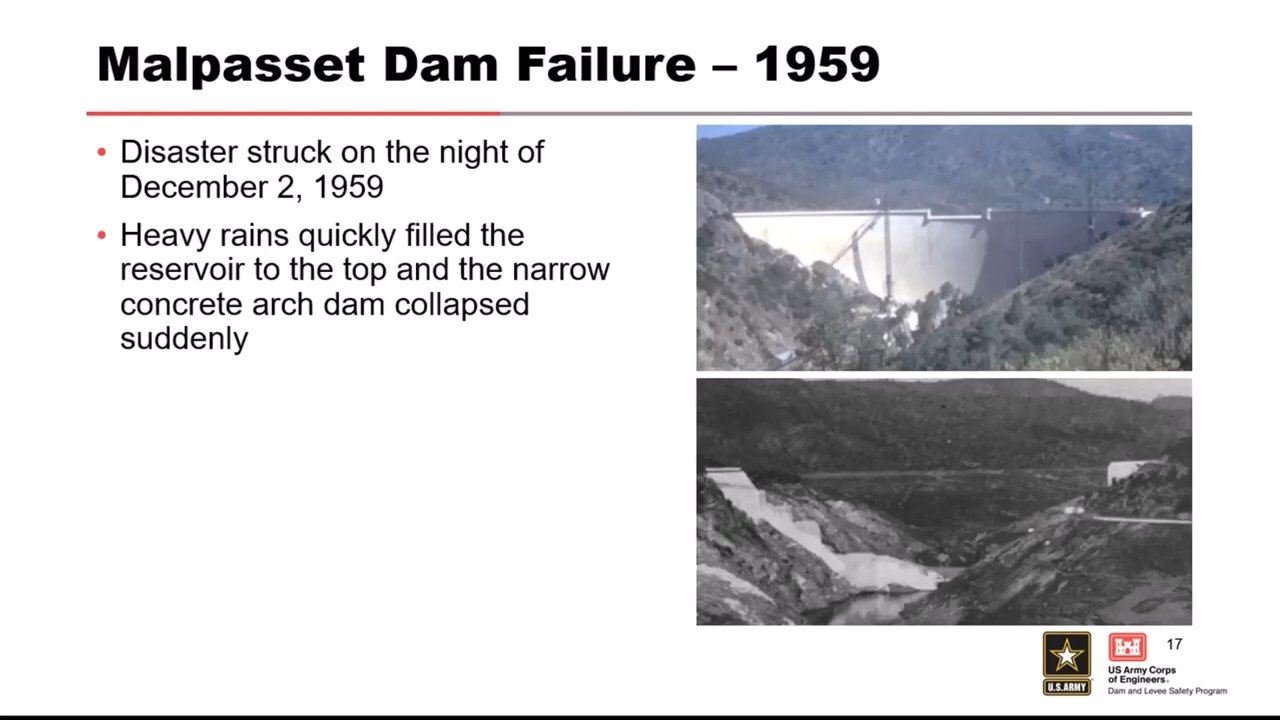 Malpasset Dam Failure – 1959
• Disaster struck on the night of
December 2, 1959
• Heavy rains quickly filled the
reservoir to the top and the narrow
concrete arch dam collapsed
suddenly
17
U.S.ARMY
US Army Corps
of Engineers®
Dam and Levee Safety Program